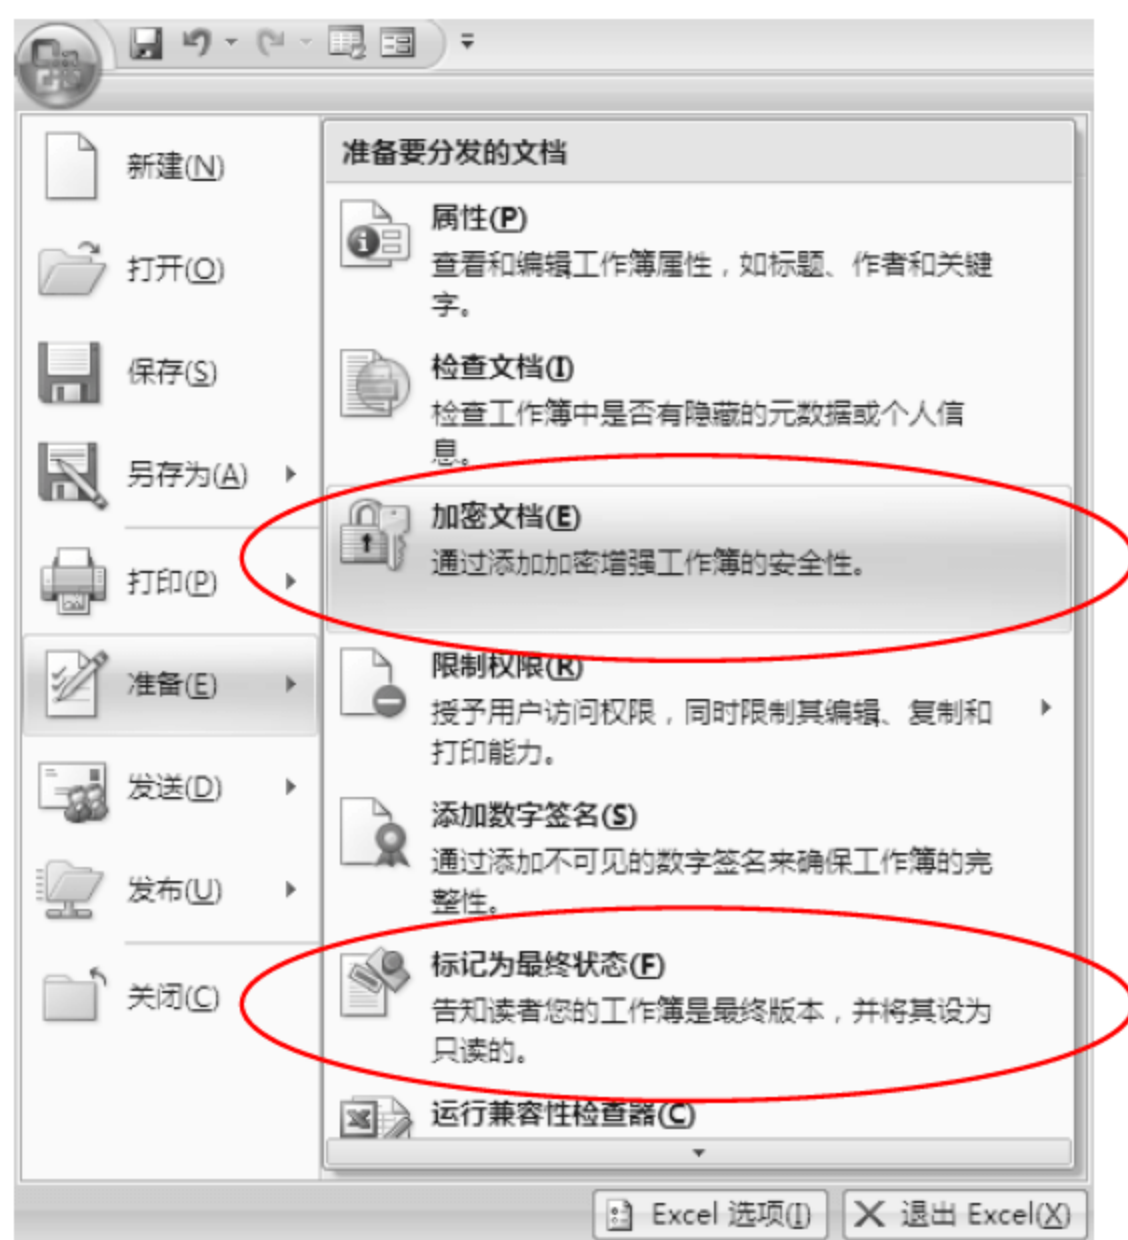 新建(N)
打开(O)
保存(S)
另存为(A)
打印(P)
准备(E)
发送(D)
发布(U)
关闭(C)
准备要分发的文档
属性(P)
查看和编辑工作簿属性，如标题、作者和关键
字。
检查文档(I)
检查工作簿中是否有隐藏的元数据或个人信
息。
加密文档(E)
通过添加加密增强工作簿的安全性。
限制权限(R)
授予用户访问权限，同时限制其编辑、复制和
打印能力。
添加数字签名(S)
通过添加不可见的数字签名来确保工作簿的完
整性。
标记为最终状态(F)
告知读者您的工作簿是最终版本，并将其设为
只读的。
运行兼容性检查器(C)
Excel 选项(I)
退出 Excel(X)